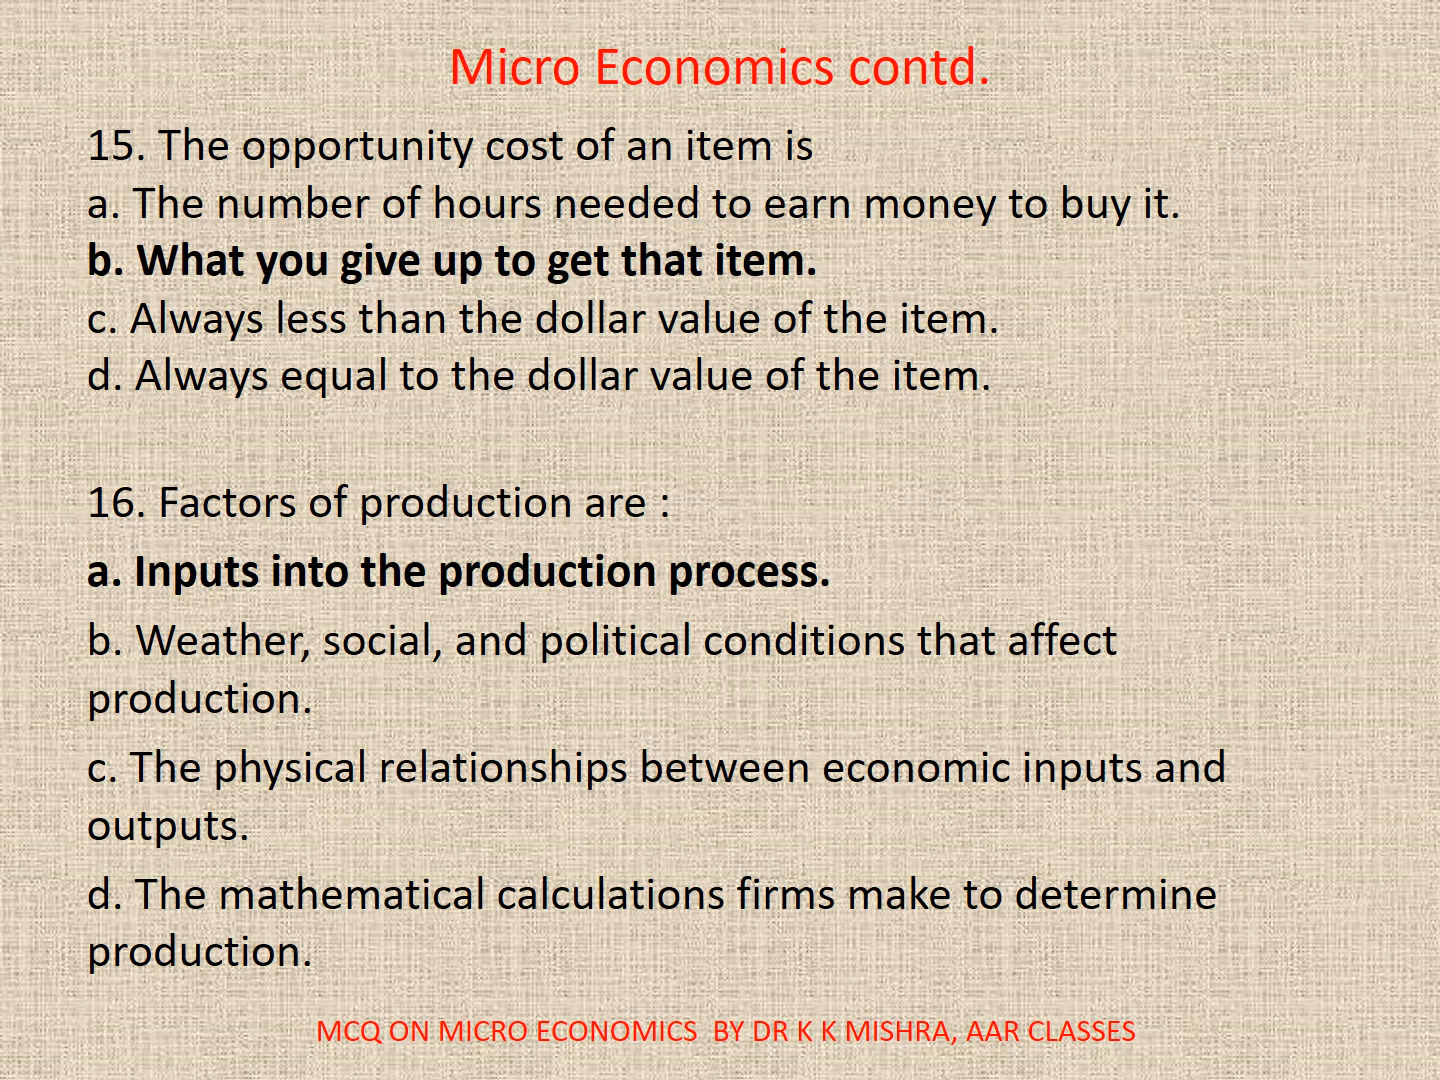 Micro Economics contd.
15. The opportunity cost of an item is
a. The number of hours needed to earn money to buy it.
b. What you give up to get that item.
c. Always less than the dollar value of the item.
d. Always equal to the dollar value of the item.
16. Factors of production are :
a. Inputs into the production process.
b. Weather, social, and political conditions that affect
production.
c. The physical relationships between economic inputs and
outputs.
d. The mathematical calculations firms make to determine
production.
MCQ ON MICRO ECONOMICS  BY DR K K MISHRA, AAR CLASSES